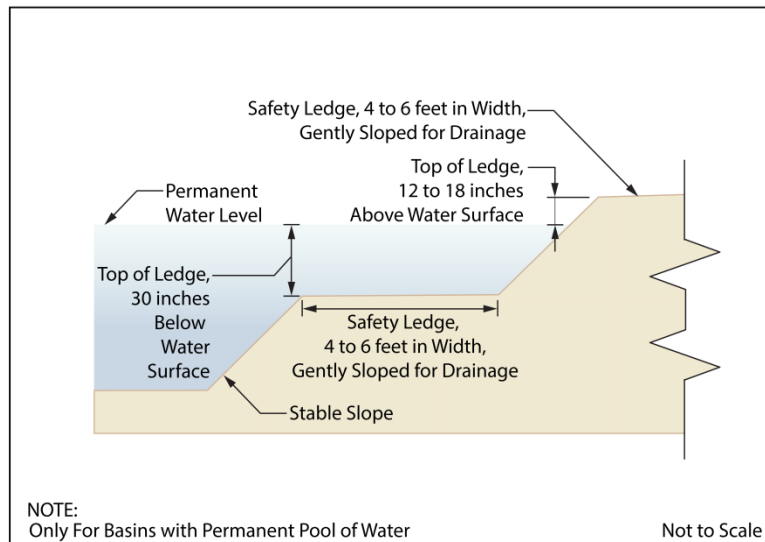 Safety Ledge, 4 to 6 feet in Width,
Gently Sloped for Drainage
Top of Ledge,
12 to 18 inches
Above Water Surface
Permanent
Water Level
Top of Ledge,
30 inches
Below
Water
Surface
Safety Ledge,
4 to 6 feet in Width,
Gently Sloped for Drainage
Stable Slope
NOTE:
Only For Basins with Permanent Pool of Water
Not to Scale